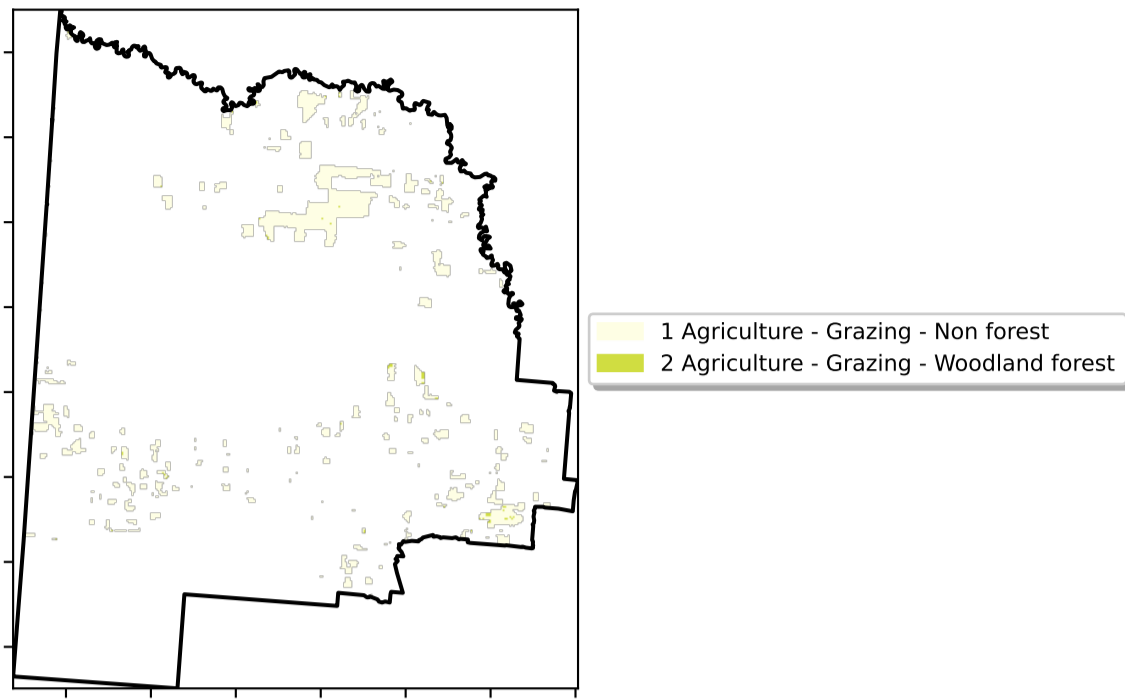 1 Agriculture - Grazing - Non forest
2 Agriculture - Grazing - Woodland forest